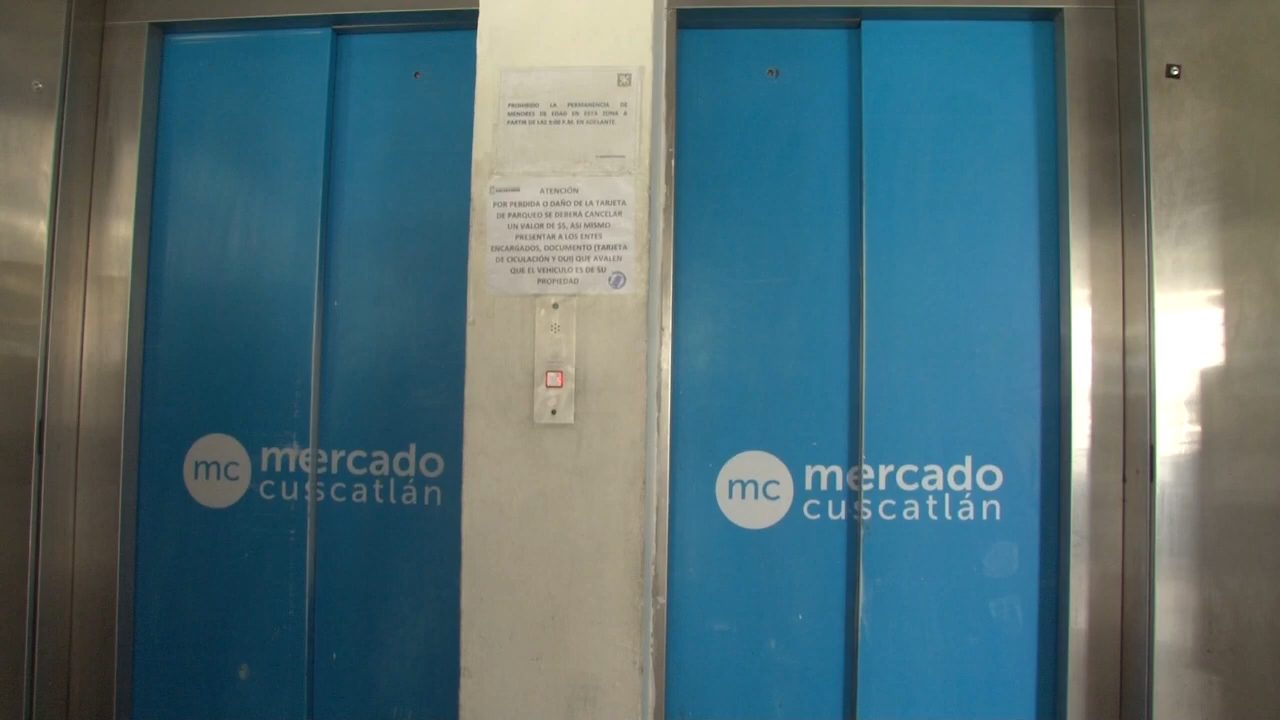 PROHIBIDO LA PERMANENCIA DE
MENORES DE EDAD EN ESTA ZONA A
PARTIR DE LAS 5:00 P.M. EN ADELANTE
ATENCIÓN
POR PERDIDA O DAÑO DE LA TARJETA
DE PARQUEO SE DEBERÁ CANCELAR
UN VALOR DE $5, ASI MISMO
PRESENTAR A LOS ENTES
ENCARGADOS, DOCUMENTO (TARJETA
DE CICULACIÓN Y DUI) QUE AVALEN
QUE EL VEHICULO ES DE SU
PROPIEDAD
mc mercado
cuscatlán
mc mercado
cuscatlán